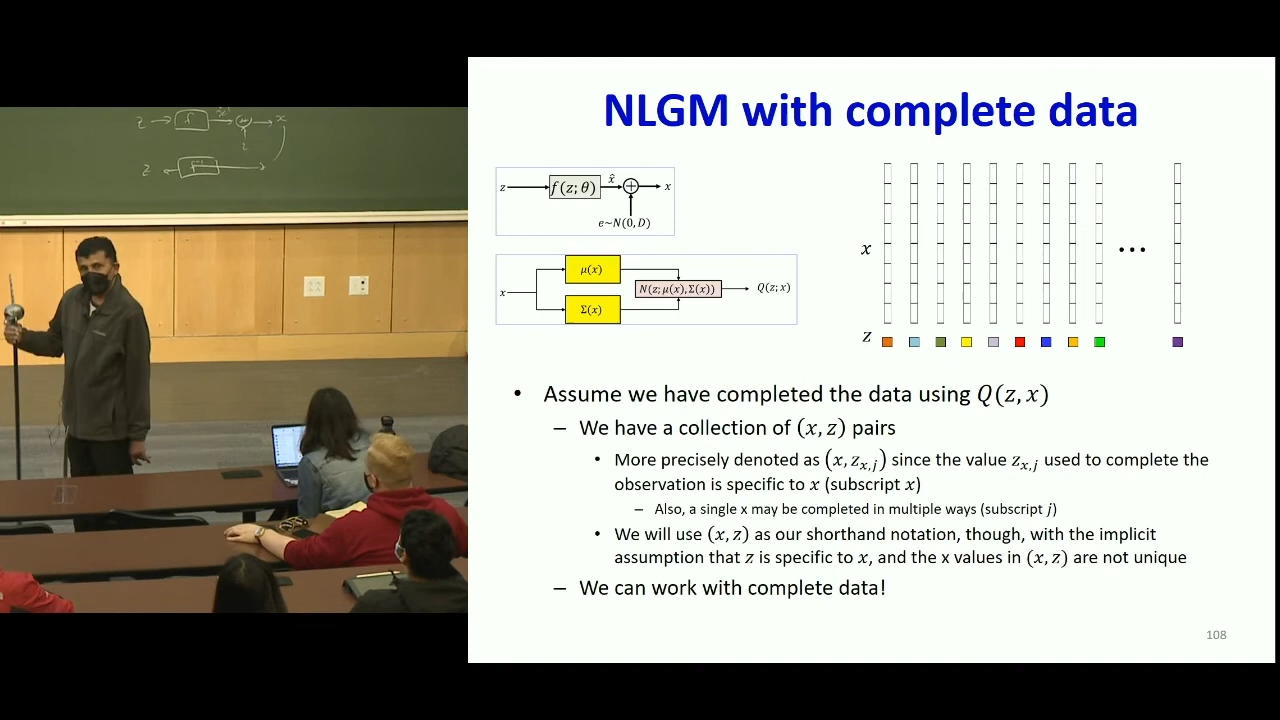 NLGM with complete data
z f(z;θ) x̂ + x
e~N(0,D)
x μ(x) Σ(x) N(z;μ(x),Σ(x)) Q(z;x)
x ...
z
• Assume we have completed the data using Q(z,x)
– We have a collection of (x,z) pairs
• More precisely denoted as (x,z_{x,j}) since the value z_{x,j} used to complete the
observation is specific to x (subscript x)
– Also, a single x may be completed in multiple ways (subscript j)
• We will use (x,z) as our shorthand notation, though, with the implicit
assumption that z is specific to x, and the x values in (x,z) are not unique
– We can work with complete data!
108